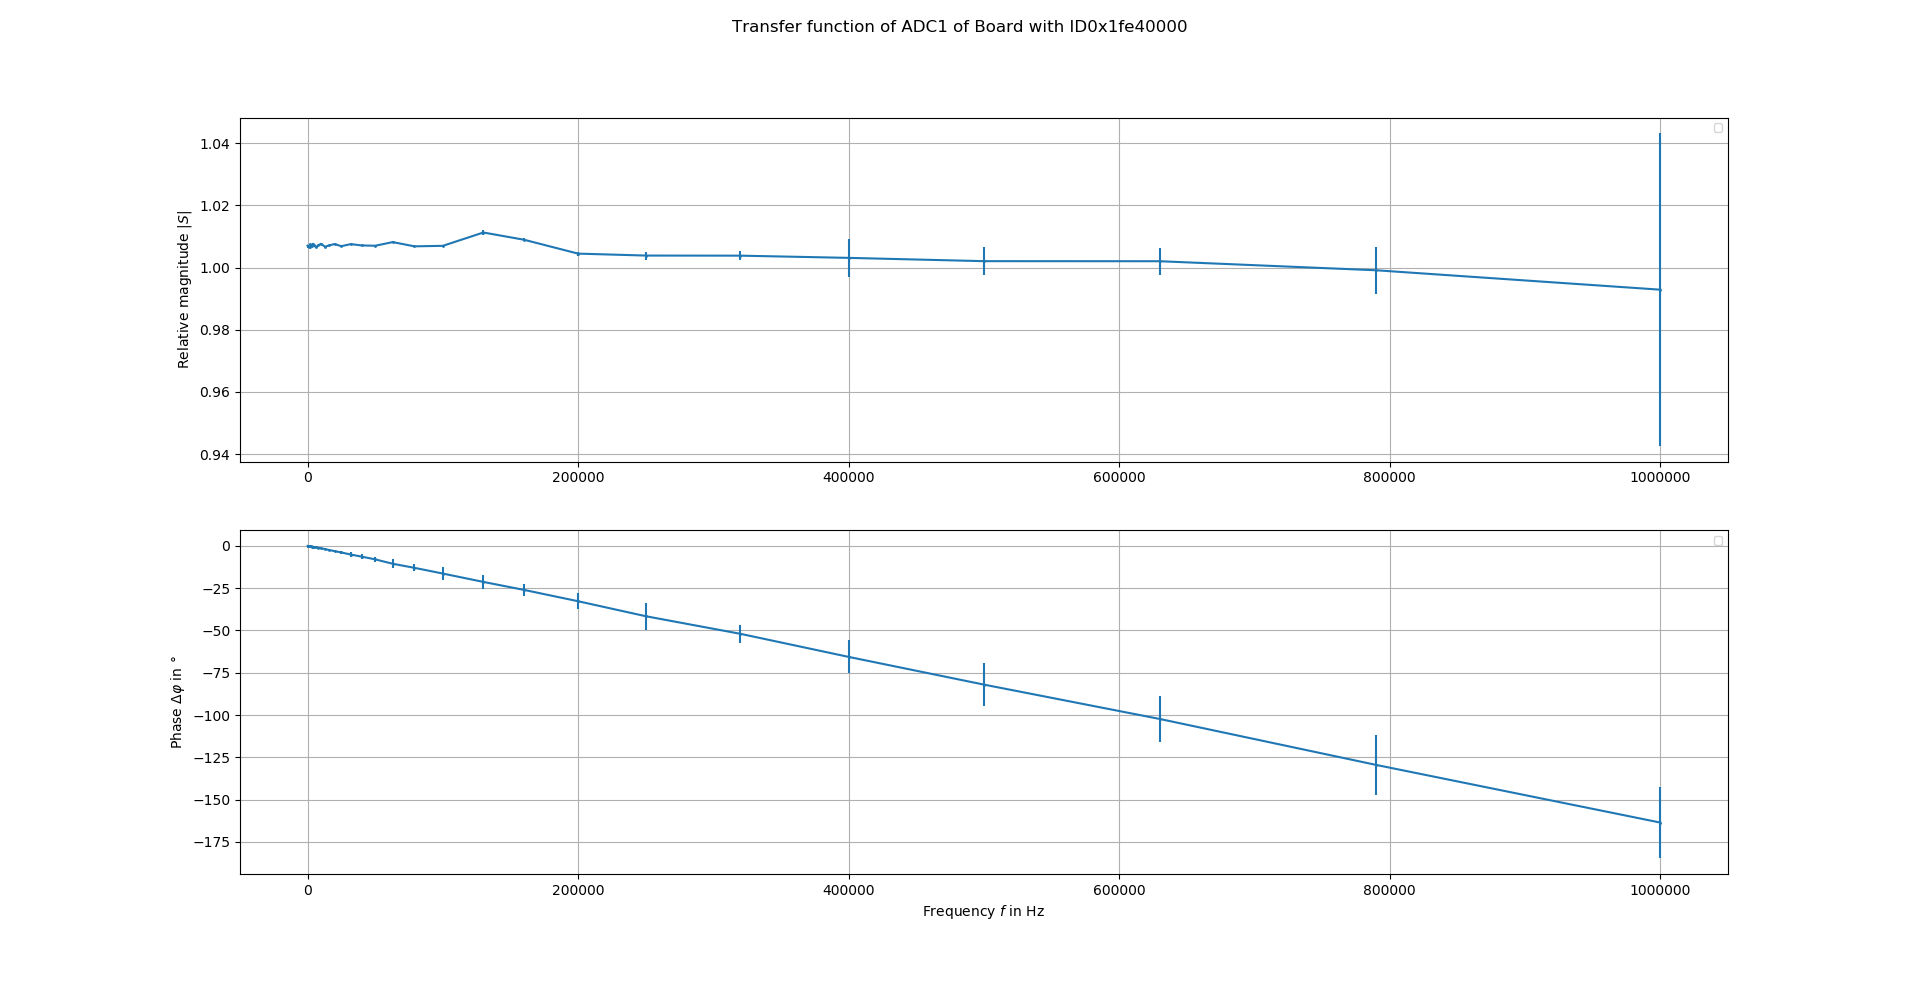 Transfer function of ADC1 of Board with ID0x1fe40000
Relative magnitude |S|
1.04
1.02
1.00
0.98
0.96
0.94
0 200000 400000 600000 800000 1000000
Phase Δφ in °
0
−25
−50
−75
−100
−125
−150
−175
0 200000 400000 600000 800000 1000000
Frequency f in Hz